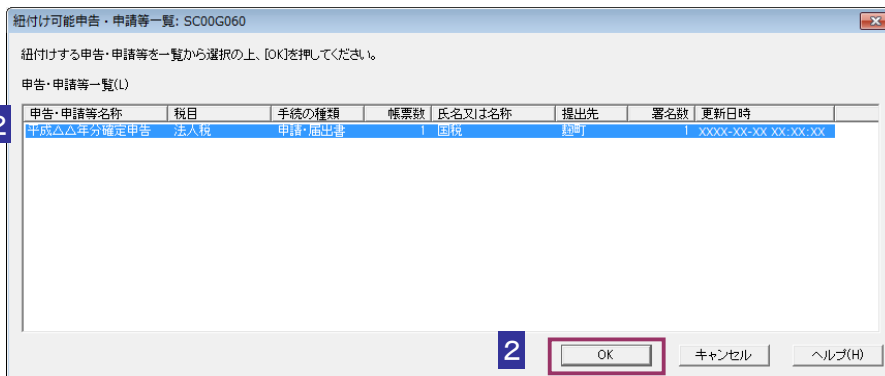 紐付け可能申告・申請等一覧: SC00G060
紐付けする申告・申請等を一覧から選択の上、[OK]を押してください。
申告・申請等一覧(L)
申告・申請等名称 税目 手続の種類 帳票数 氏名又は名称 提出先 署名数 更新日時
2
平成△△年分確定申告 法人税 申請・届出書 1 国税 麹町 1 XXXX-XX-XX XX:XX:XX
2 OK キャンセル ヘルプ(H)